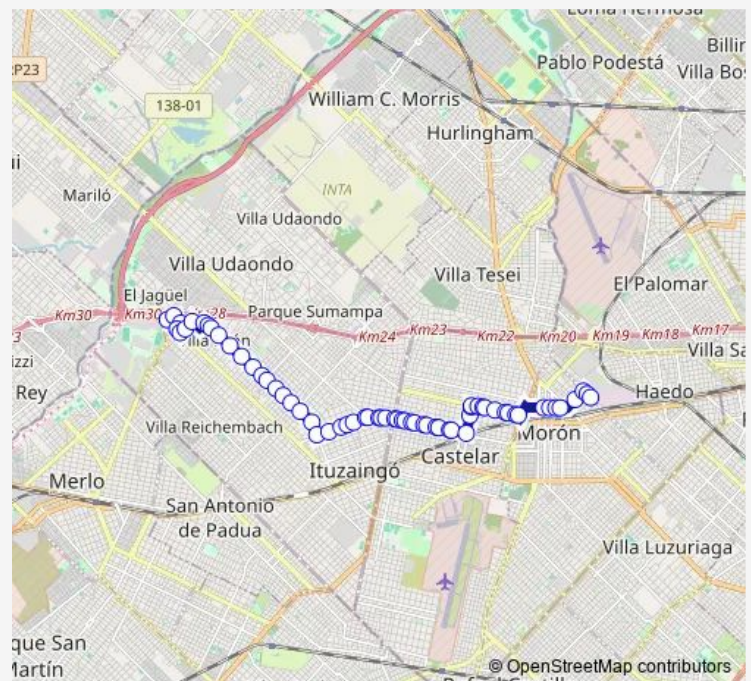 Loma Hermosa
RP23
Pablo Podestá
Billin
Villa Bos
138-01
William C. Morris
Hurlingham
INTA
Mariló
Villa Udaondo
Villa Udaondo
Villa Tesei
El Palomar
El Jagüel
Km30
Km30
Km28
Parque Sumampa
Km24
Km23
Km22
Km20
Km19
Km18
Km17
Villa Sa
izzi
Rey
Haedo
Villa Reichembach
Morón
Castelar
Ituzaingó
Merlo
San Antonio
de Padua
Villa Luzuriaga
que San
Martín
© OpenStreetMap contributors